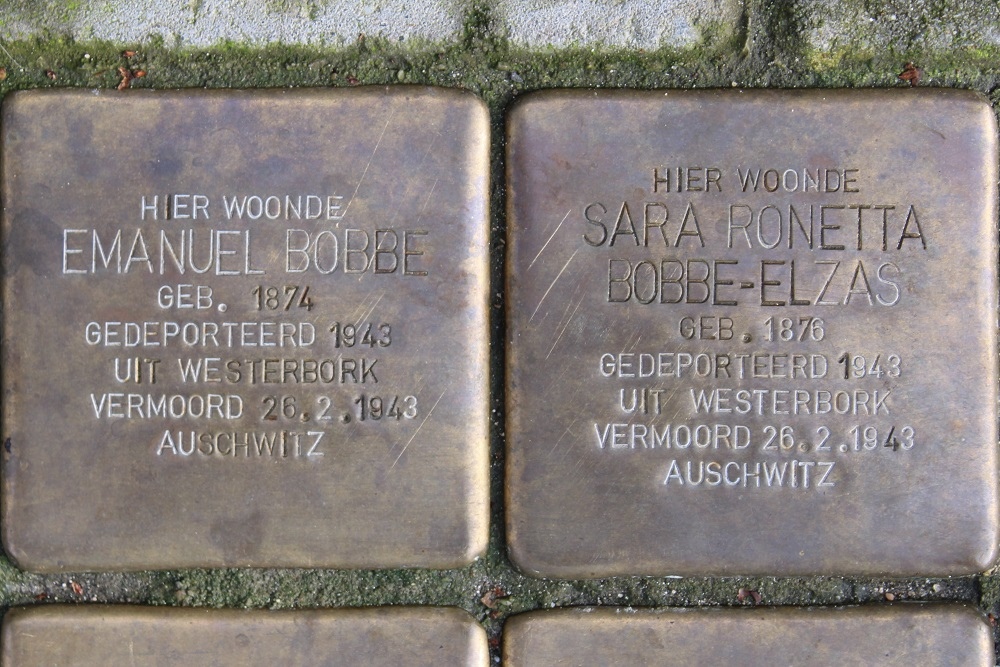 HIER WOONDE
EMANUEL BOBBE
GEB. 1874
GEDEPORTEERD 1943
UIT WESTERBORK
VERMOORD 26.2.1943
AUSCHWITZ
HIER WOONDE
SARA RONETTA
BOBBE-ELZAS
GEB. 1876
GEDEPORTEERD 1943
UIT WESTERBORK
VERMOORD 26.2.1943
AUSCHWITZ